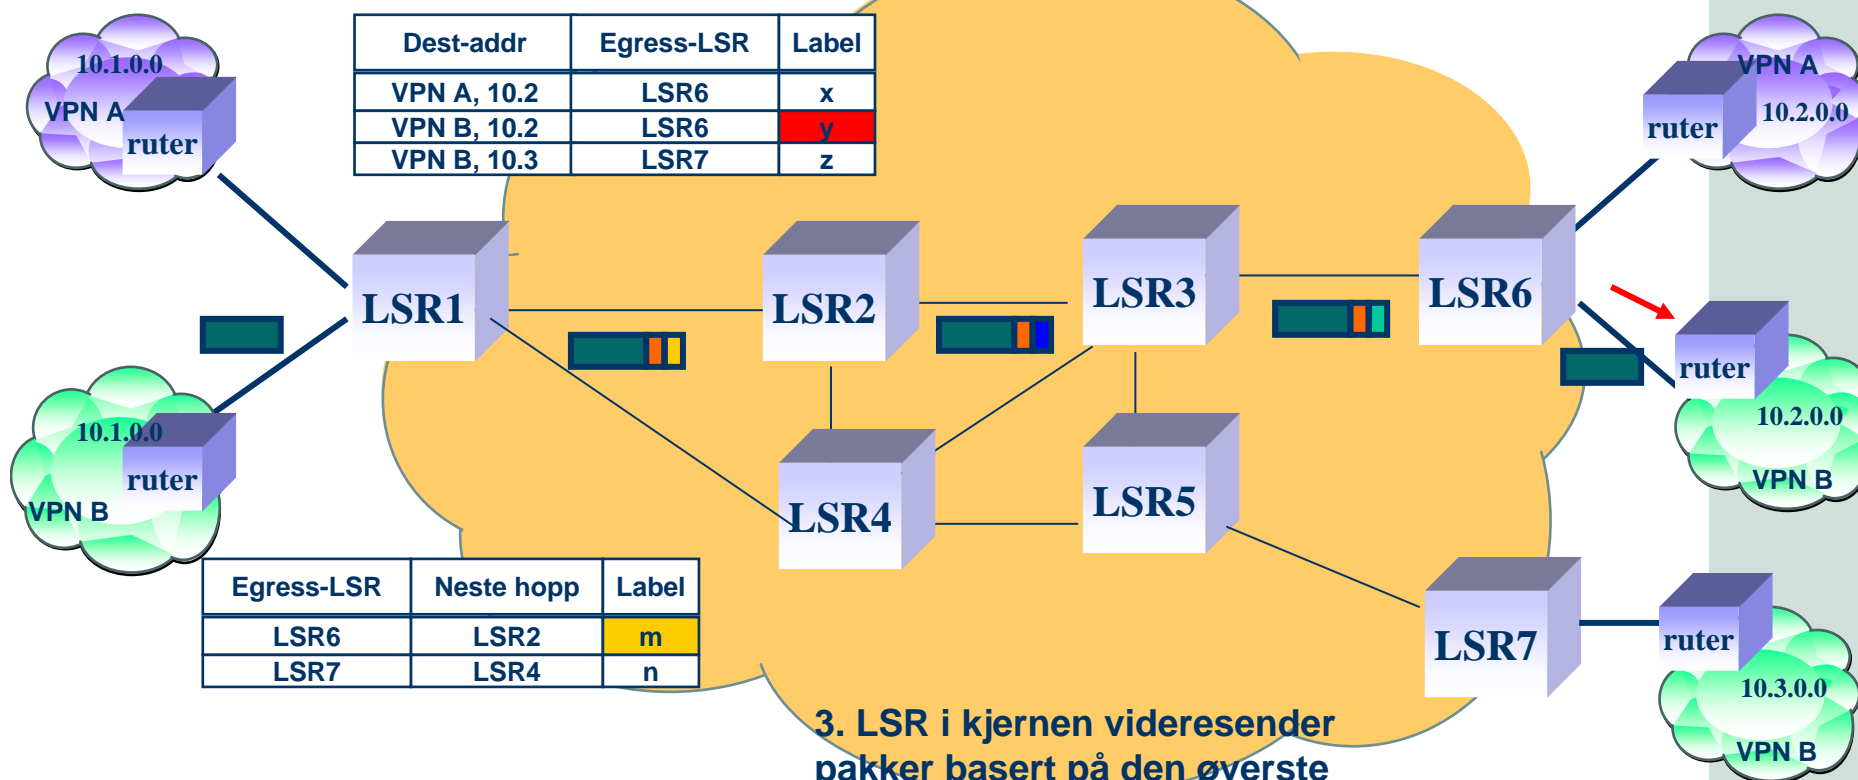 10.1.0.0
VPN A
ruter
Dest-addr Egress-LSR Label
VPN A, 10.2 LSR6 x
VPN B, 10.2 LSR6 y
VPN B, 10.3 LSR7 z
VPN A
10.2.0.0
ruter
LSR1
LSR2
LSR3
LSR6
ruter
10.2.0.0
VPN B
10.1.0.0
ruter
VPN B
LSR4
LSR5
Egress-LSR Neste hopp Label
LSR6 LSR2 m
LSR7 LSR4 n
LSR7
ruter
10.3.0.0
VPN B
3. LSR i kjernen videresender
pakker basert på den øverste